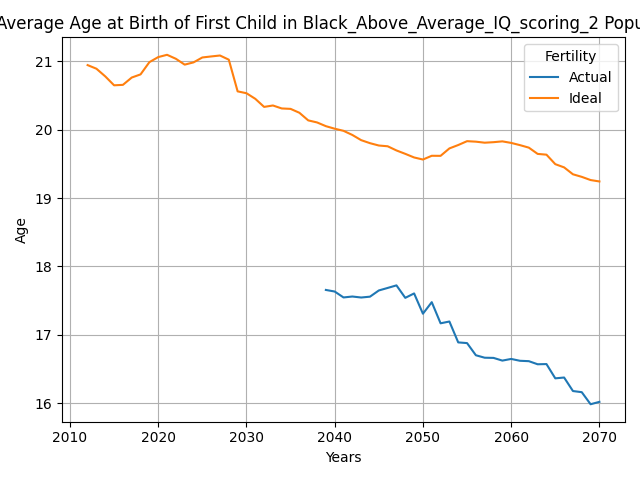 Average Age at Birth of First Child in Black_Above_Average_IQ_scoring_2 Popu
Fertility
Actual
Ideal
21
20
19
18
17
16
Age
2010 2020 2030 2040 2050 2060 2070
Years